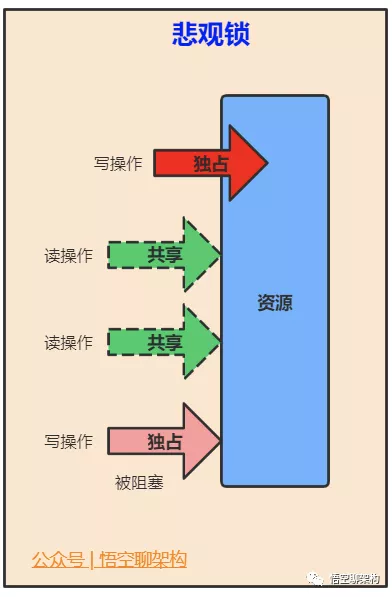 悲观锁
写操作 独占
读操作 共享
资源
读操作 共享
写操作 独占
被阻塞
公众号 | 悟空聊架构
悟空聊架构